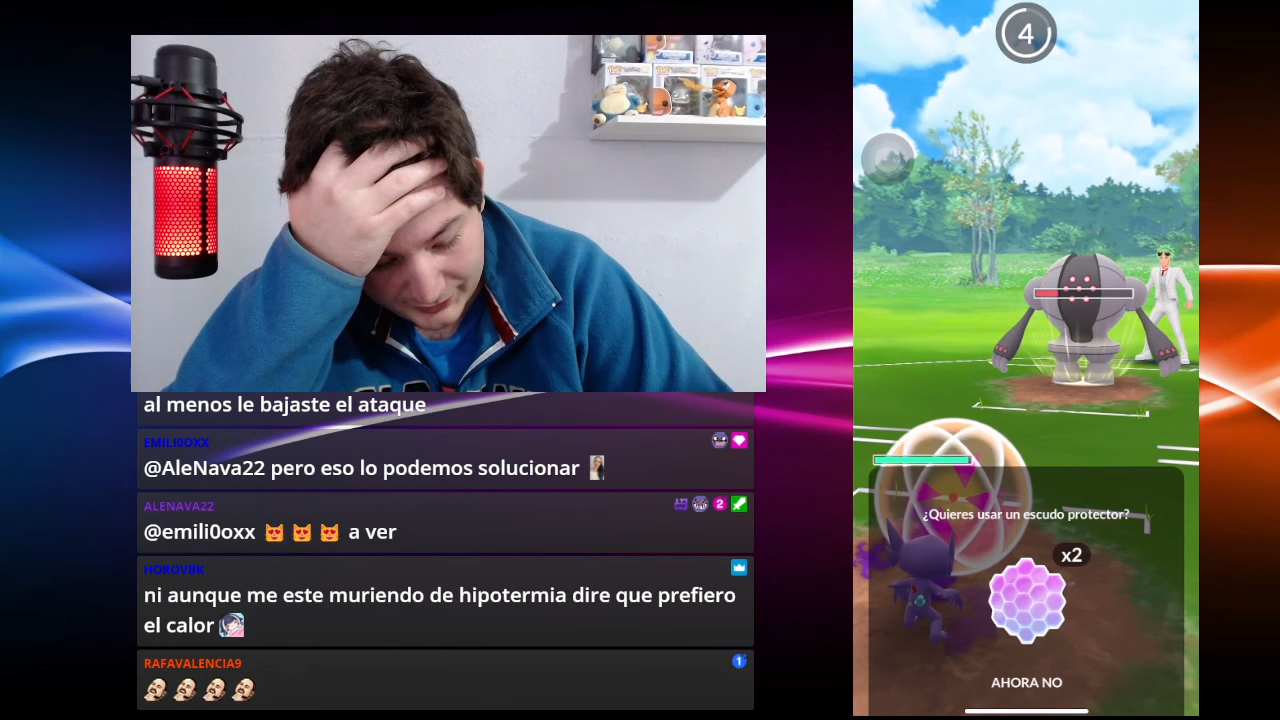 4
al menos le bajaste el ataque
EMILI0OXX
@AleNava22 pero eso lo podemos solucionar
ALENAVA22
2
@emili0oxx a ver
HOROVBK
ni aunque me este muriendo de hipotermia dire que prefiero
el calor
RAFAVALENCIA9
1
¿Quieres usar un escudo protector?
x2
AHORA NO